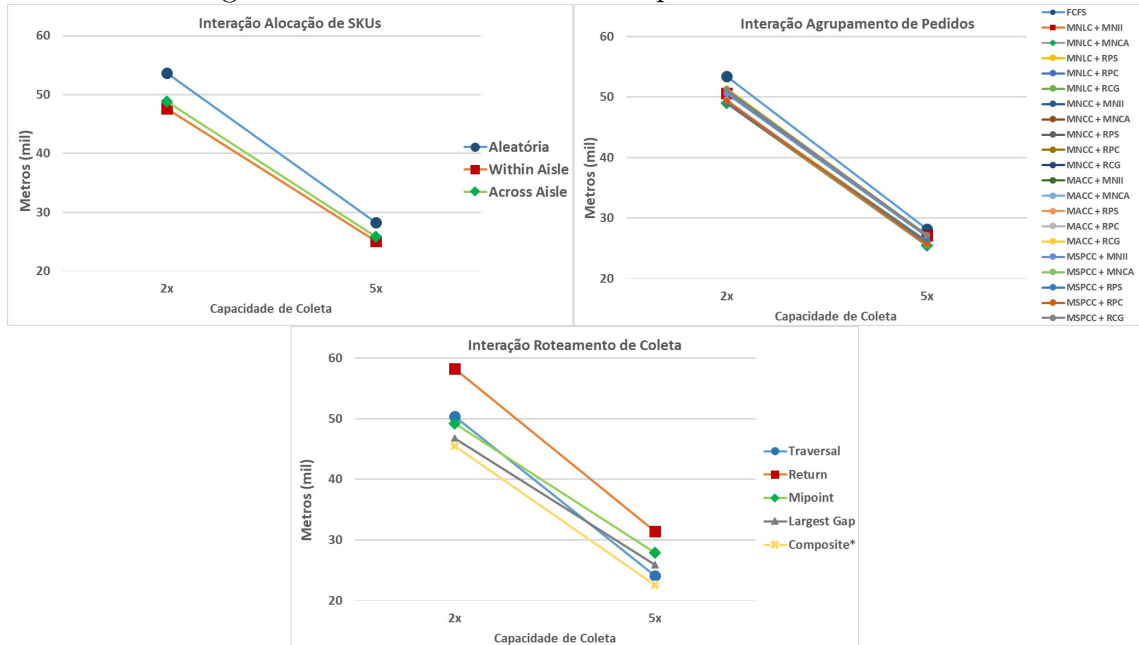 Interação Alocação de SKUs
60
50
40
30
20
Metros (mil)
2x
5x
Capacidade de Coleta
Aleatória
Within Aisle
Across Aisle
Interação Agrupamento de Pedidos
60
50
40
30
20
Metros (mil)
2x
5x
Capacidade de Coleta
FCFS
MNLC + MNII
MNLC + MNCA
MNLC + RPS
MNLC + RPC
MNLC + RCG
MNCC + MNII
MNCC + MNCA
MNCC + RPS
MNCC + RPC
MNCC + RCG
MACC + MNII
MACC + MNCA
MACC + RPS
MACC + RPC
MACC + RCG
MSPCC + MNII
MSPCC + MNCA
MSPCC + RPS
MSPCC + RPC
MSPCC + RCG
Interação Roteamento de Coleta
60
50
40
30
20
Metros (mil)
2x
5x
Capacidade de Coleta
Traversal
Return
Mipoint
Largest Gap
Composite*